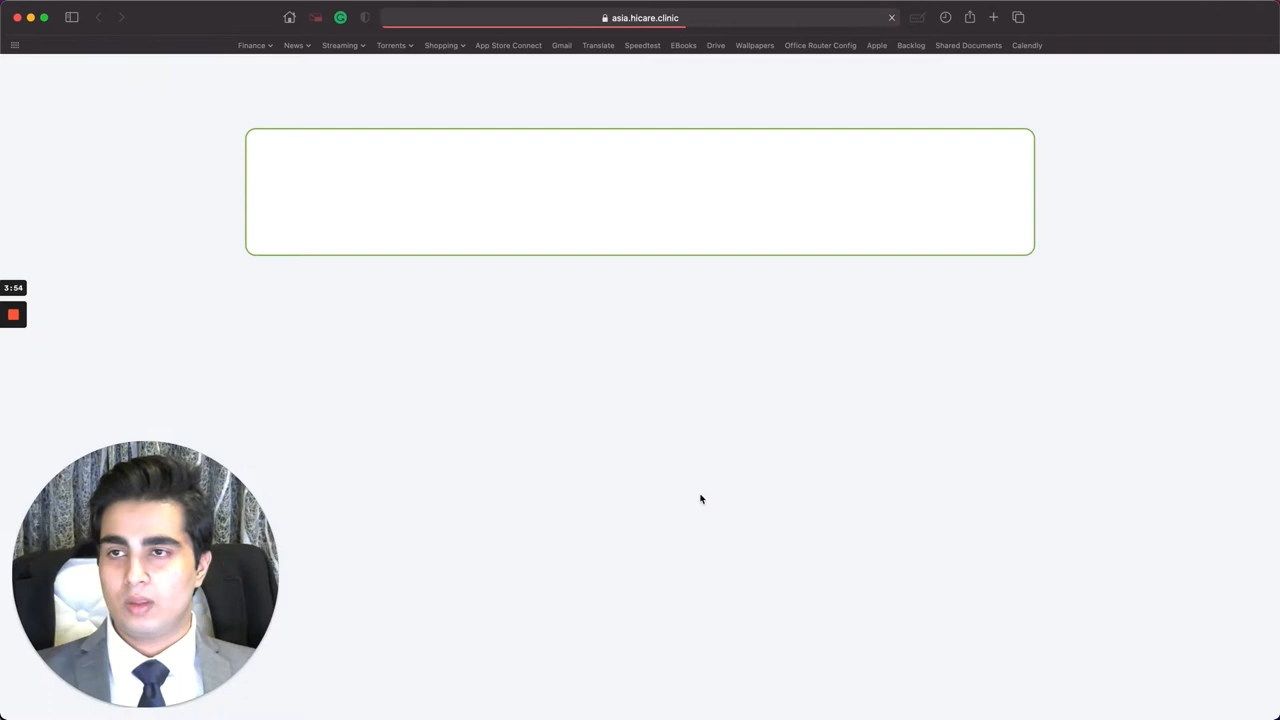 asia.hicare.clinic
Finance News Streaming Torrents Shopping App Store Connect Gmail Translate Speedtest EBooks Drive Wallpapers Office Router Config Apple Backlog Shared Documents Calendly
3:54